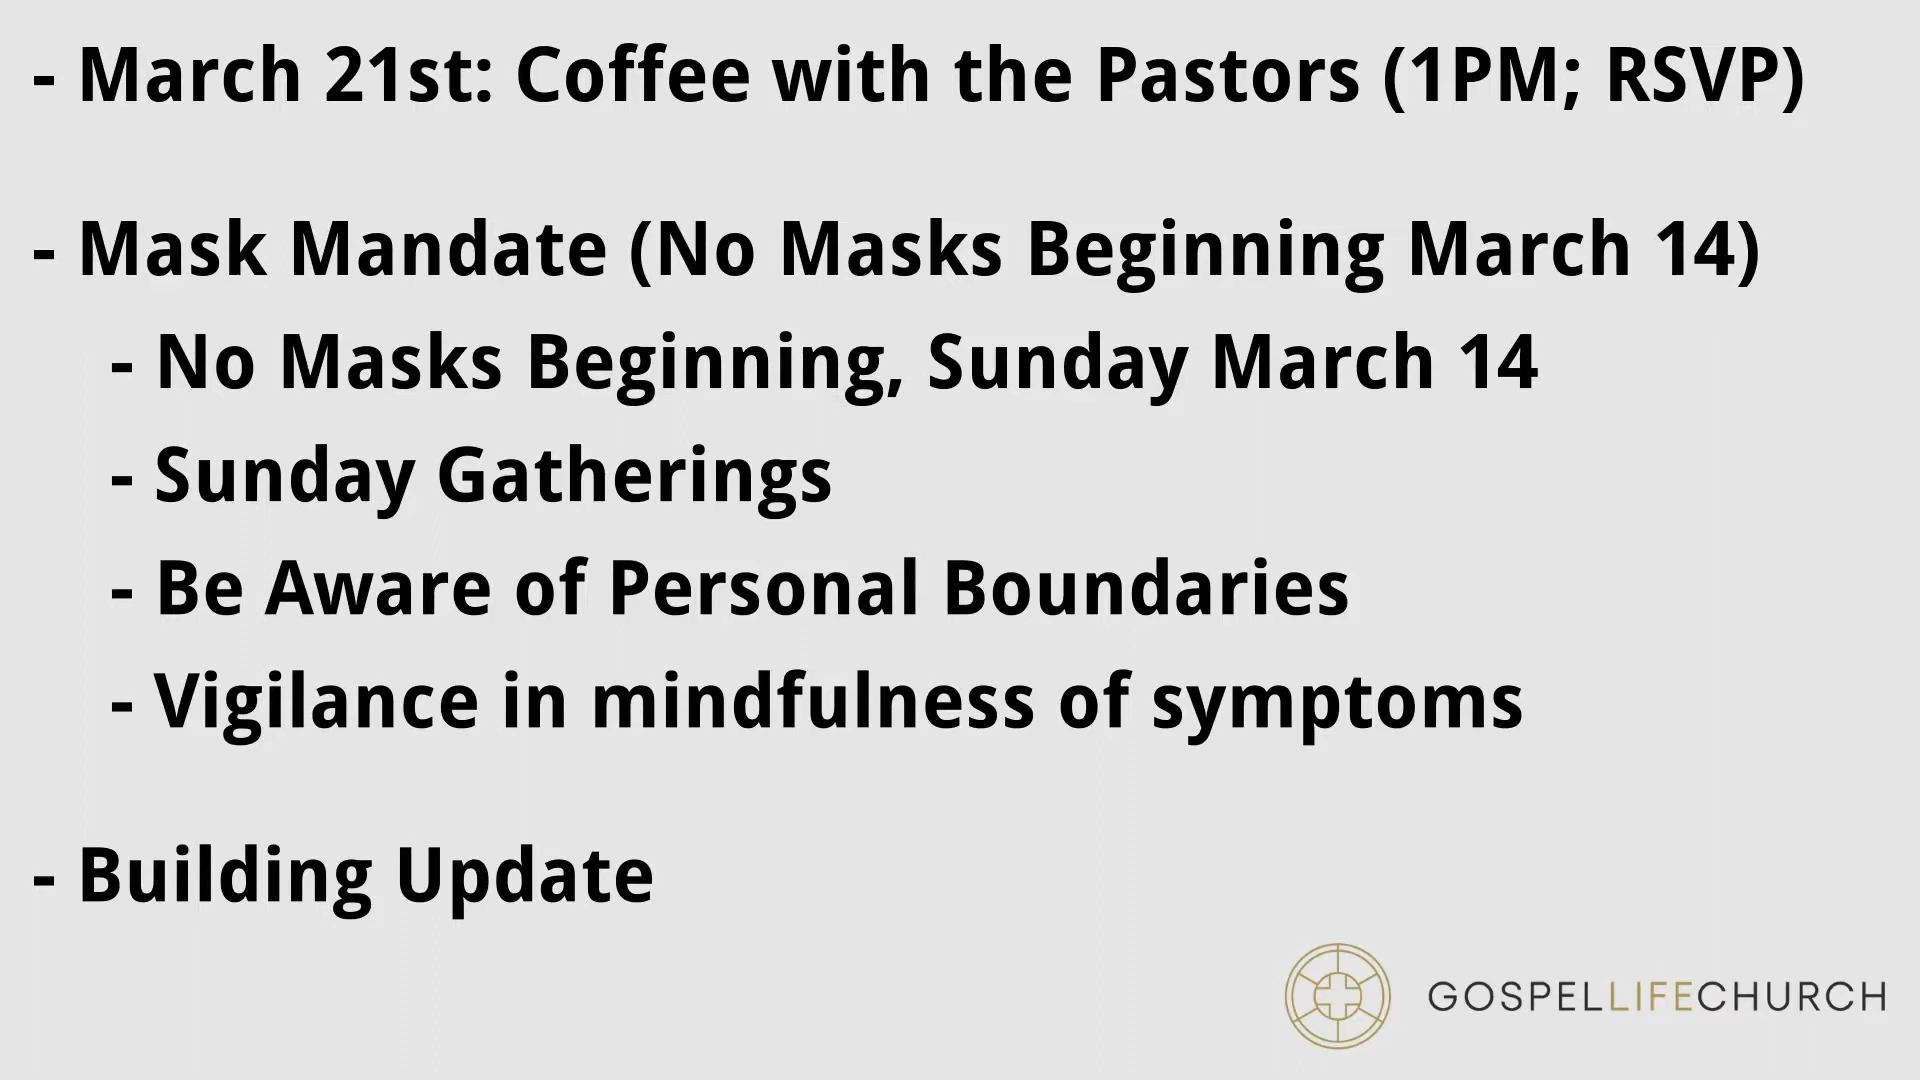 - March 21st: Coffee with the Pastors (1PM; RSVP)
- Mask Mandate (No Masks Beginning March 14)
- No Masks Beginning, Sunday March 14
- Sunday Gatherings
- Be Aware of Personal Boundaries
- Vigilance in mindfulness of symptoms
- Building Update
GOSPELLIFECHURCH